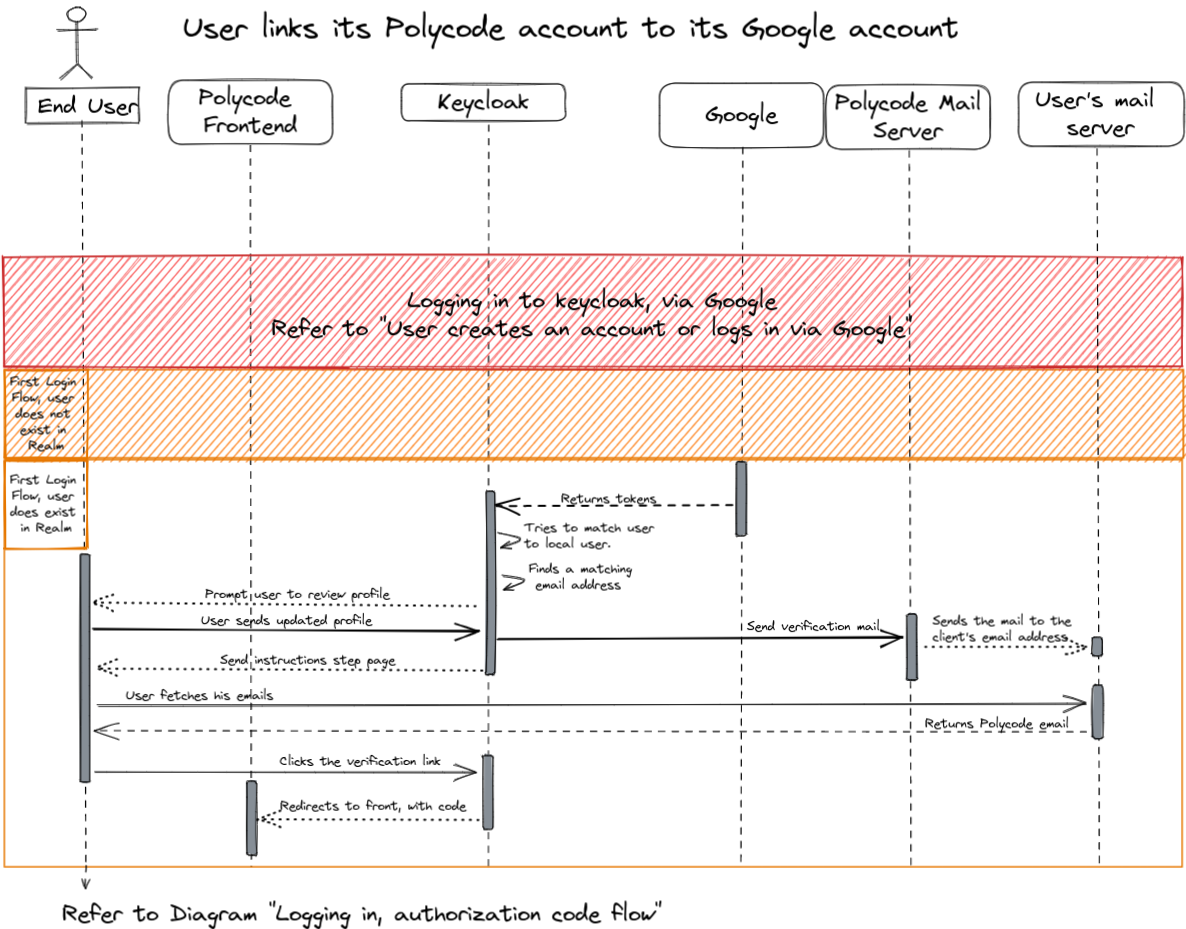 User links its Polycode account to its Google account
End User
Polycode
Frontend
Keycloak
Google
Polycode Mail
Server
User's mail
server
Logging in to keycloak, via Google
Refer to "User creates an account or logs in via Google"
First Login
Flow, user
does not
exist in
Realm
First Login
Flow, user
does exist
in Realm
Returns tokens
Tries to match user
to local user.
Finds a matching
email address
Prompt user to review profile
User sends updated profile
Send verification mail
Sends the mail to the
client's email address
Send instructions step page
User fetches his emails
Returns Polycode email
Clicks the verification link
Redirects to front, with code
Refer to Diagram "Logging in, authorization code flow"